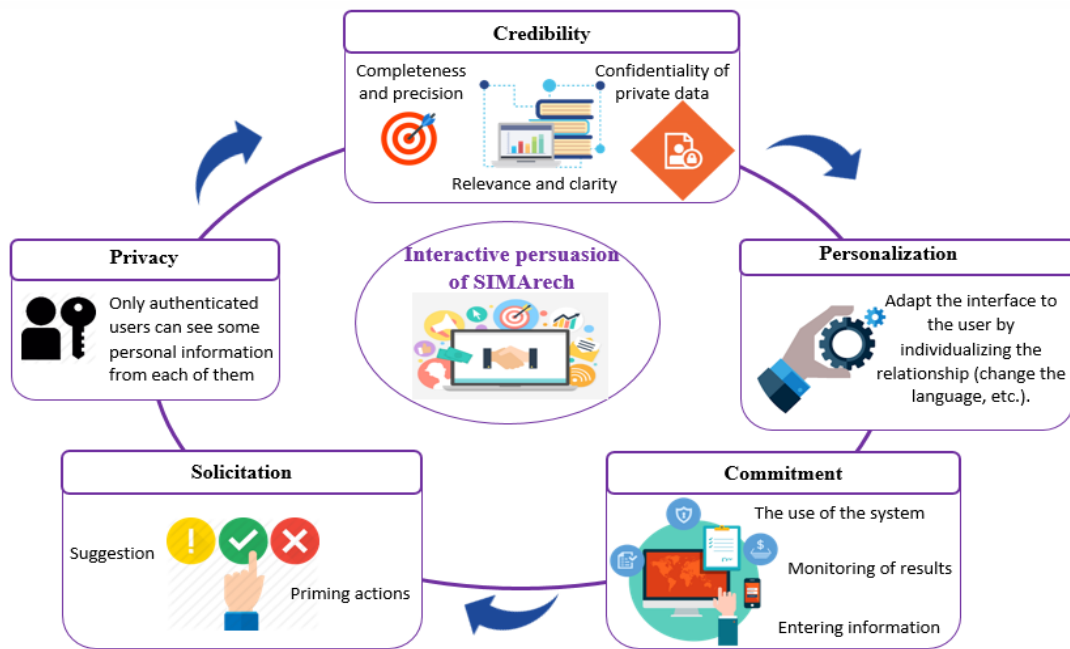 Credibility
Completeness
and precision
Confidentiality of
private data
Relevance and clarity
Privacy
Only authenticated
users can see some
personal information
from each of them
Interactive persuasion
of SIMArech
Personalization
Adapt the interface to
the user by
individualizing the
relationship (change the
language, etc.).
Solicitation
Suggestion
Priming actions
Commitment
The use of the system
Monitoring of results
Entering information